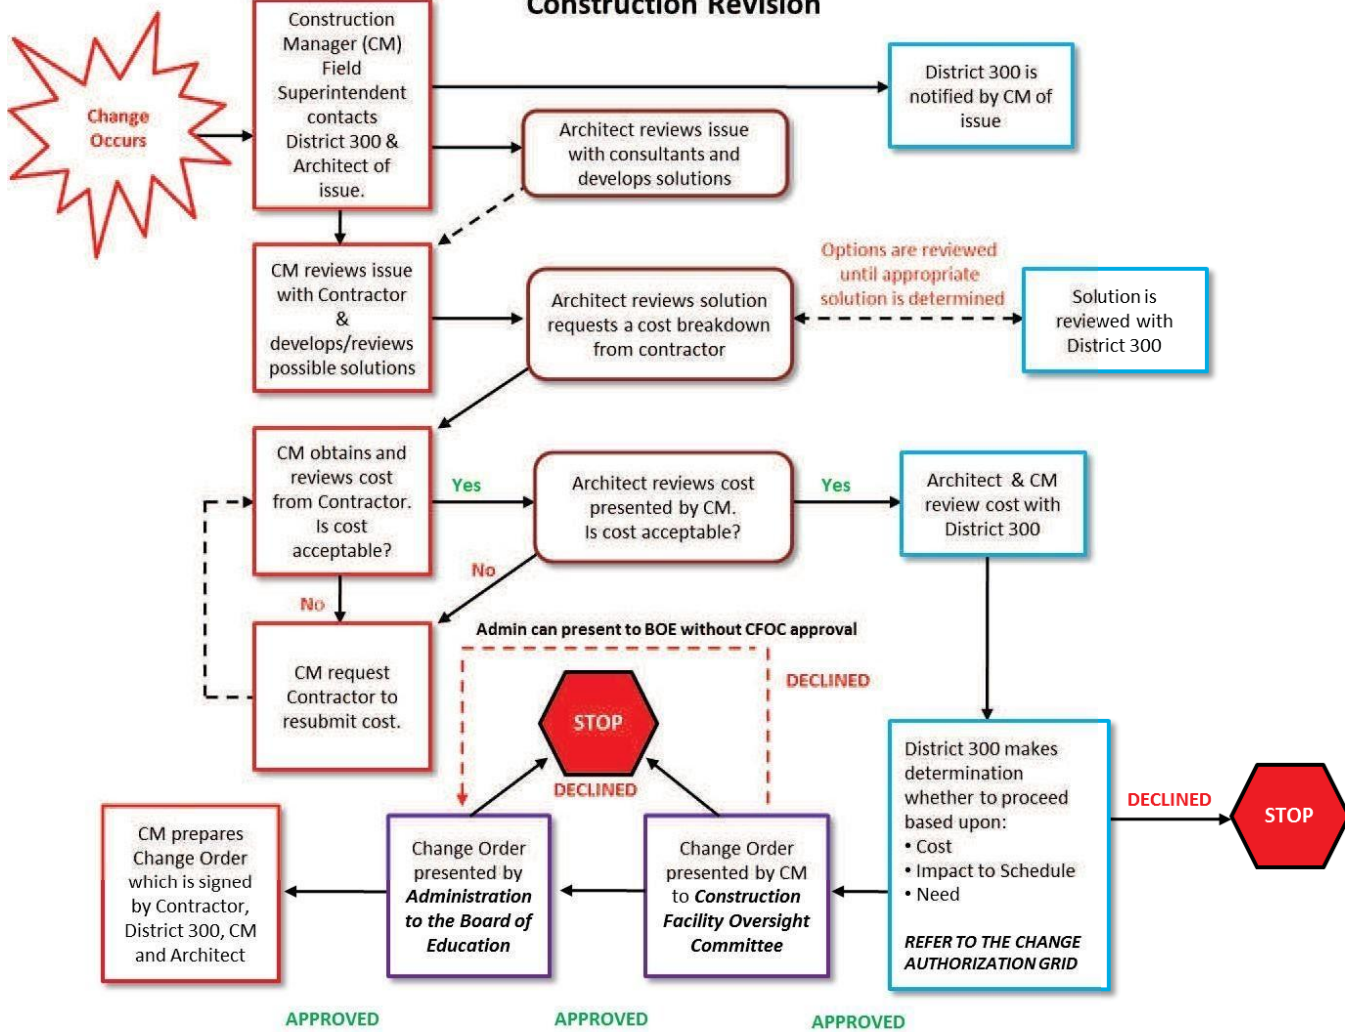 Construction Revision
Change
Occurs
Construction
Manager (CM)
Field
Superintendent
contacts
District 300 &
Architect of
issue.
District 300 is
notified by CM of
issue
Architect reviews issue
with consultants and
develops solutions
CM reviews issue
with Contractor
&
develops/reviews
possible solutions
Architect reviews solution
requests a cost breakdown
from contractor
Options are reviewed
until appropriate
solution is determined
Solution is
reviewed with
District 300
CM obtains and
reviews cost
from Contractor.
Is cost
acceptable?
Yes
Architect reviews cost
presented by CM.
Is cost acceptable?
Yes
Architect & CM
review cost with
District 300
No
No
CM request
Contractor to
resubmit cost.
Admin can present to BOE without CFOC approval
DECLINED
STOP
DECLINED
District 300 makes
determination
whether to proceed
based upon:
• Cost
• Impact to Schedule
• Need
REFER TO THE CHANGE
AUTHORIZATION GRID
DECLINED
STOP
CM prepares
Change Order
which is signed
by Contractor,
District 300, CM
and Architect
Change Order
presented by
Administration
to the Board of
Education
Change Order
presented by CM
to Construction
Facility Oversight
Committee
APPROVED
APPROVED
APPROVED